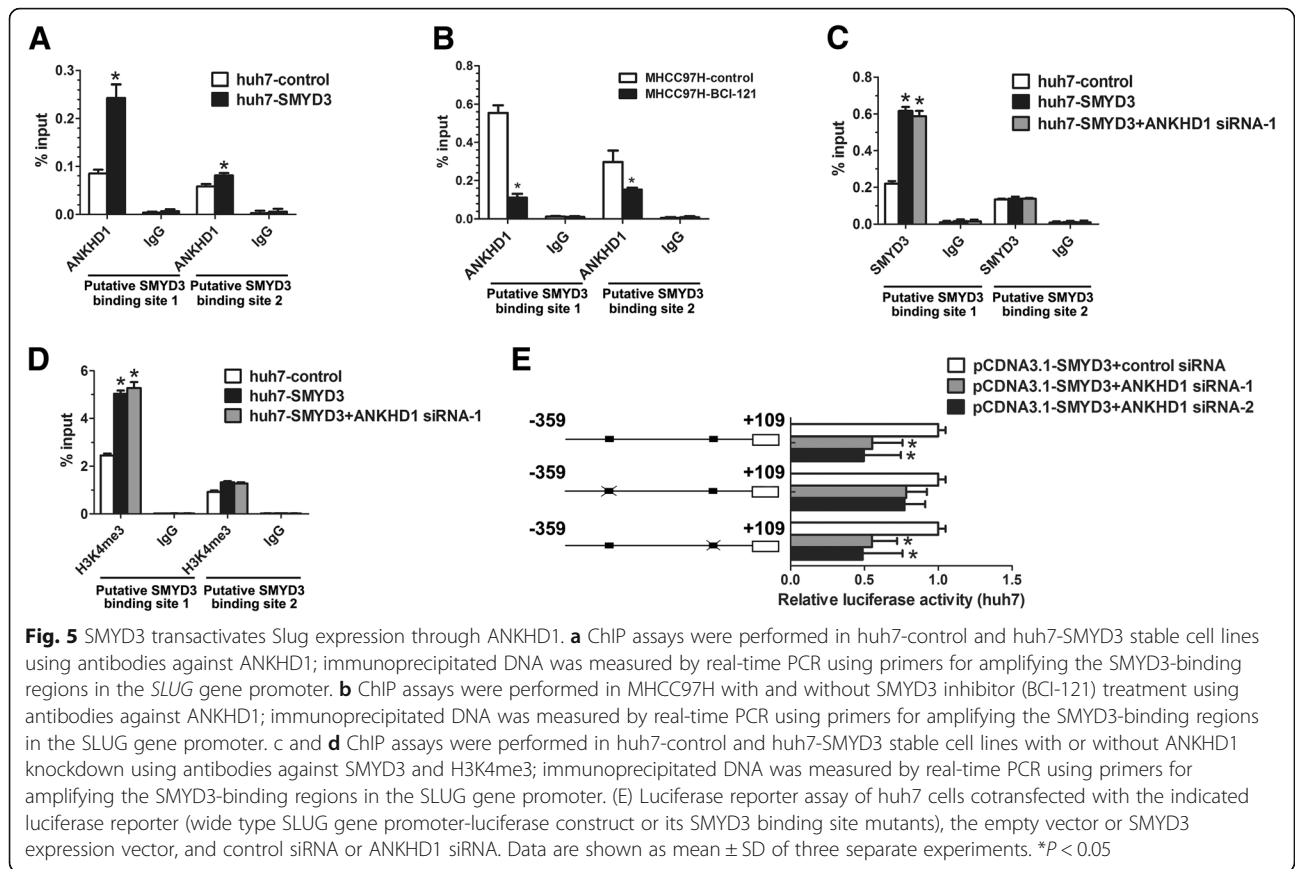 A
0.3
0.2
0.1
0.0
% input
*
*
huh7-control
huh7-SMYD3
ANKHD1
IgG
ANKHD1
IgG
Putative SMYD3 binding site 1
Putative SMYD3 binding site 2
B
0.8
0.6
0.4
0.2
0.0
% input
*
*
MHCC97H-control
MHCC97H-BCI-121
ANKHD1
IgG
ANKHD1
IgG
Putative SMYD3 binding site 1
Putative SMYD3 binding site 2
C
0.8
0.6
0.4
0.2
0.0
% input
* *
huh7-control
huh7-SMYD3
huh7-SMYD3+ANKHD1 siRNA-1
SMYD3
IgG
SMYD3
IgG
Putative SMYD3 binding site 1
Putative SMYD3 binding site 2
D
6
4
2
0
% input
* *
huh7-control
huh7-SMYD3
huh7-SMYD3+ANKHD1 siRNA-1
H3K4me3
IgG
H3K4me3
IgG
Putative SMYD3 binding site 1
Putative SMYD3 binding site 2
E
pCDNA3.1-SMYD3+control siRNA
pCDNA3.1-SMYD3+ANKHD1 siRNA-1
pCDNA3.1-SMYD3+ANKHD1 siRNA-2
-359 +109
*
*
-359 +109
-359 +109
*
*
0.0 0.5 1.0 1.5
Relative luciferase activity (huh7)
Fig. 5 SMYD3 transactivates Slug expression through ANKHD1. a ChIP assays were performed in huh7-control and huh7-SMYD3 stable cell lines
using antibodies against ANKHD1; immunoprecipitated DNA was measured by real-time PCR using primers for amplifying the SMYD3-binding
regions in the SLUG gene promoter. b ChIP assays were performed in MHCC97H with and without SMYD3 inhibitor (BCI-121) treatment using
antibodies against ANKHD1; immunoprecipitated DNA was measured by real-time PCR using primers for amplifying the SMYD3-binding regions
in the SLUG gene promoter. c and d ChIP assays were performed in huh7-control and huh7-SMYD3 stable cell lines with or without ANKHD1
knockdown using antibodies against SMYD3 and H3K4me3; immunoprecipitated DNA was measured by real-time PCR using primers for
amplifying the SMYD3-binding regions in the SLUG gene promoter. (E) Luciferase reporter assay of huh7 cells cotransfected with the indicated
luciferase reporter (wide type SLUG gene promoter-luciferase construct or its SMYD3 binding site mutants), the empty vector or SMYD3
expression vector, and control siRNA or ANKHD1 siRNA. Data are shown as mean ± SD of three separate experiments. *P < 0.05